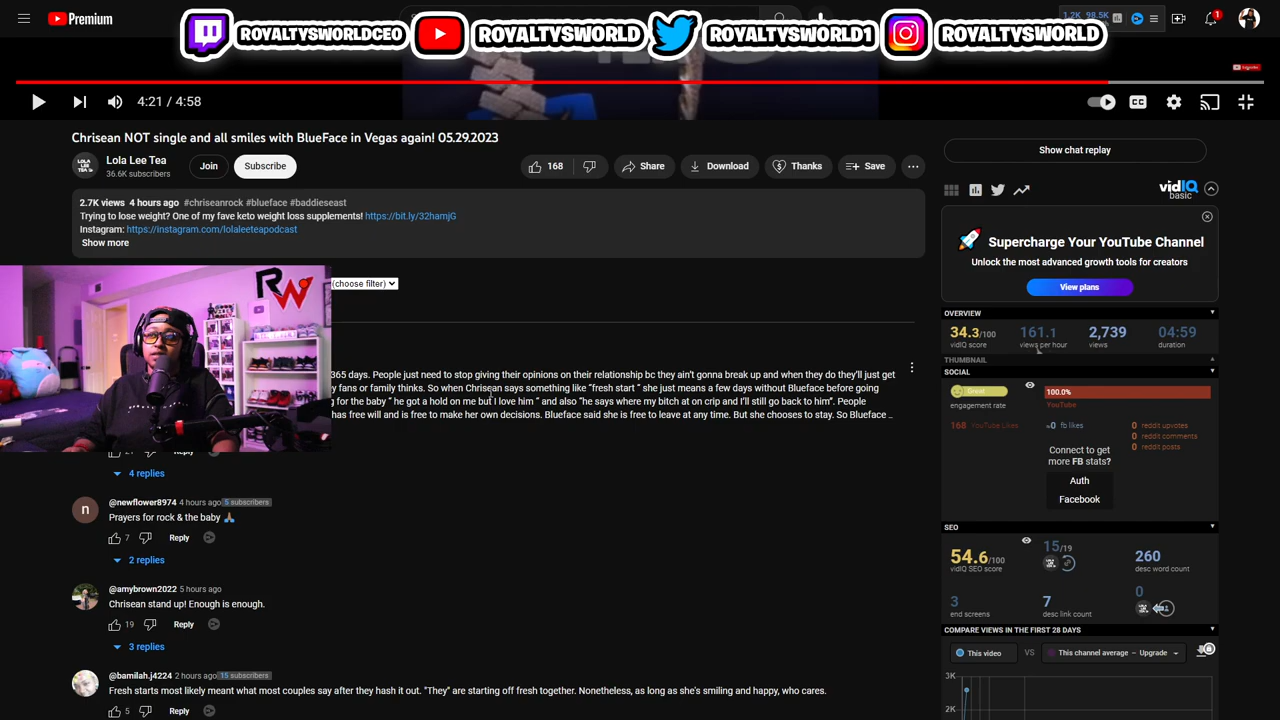 Premium
1.2K 98.5K
1
ROYALTYSWORLDCEO
ROYALTYSWORLD
ROYALTYSWORLD1
ROYALTYSWORLD
Subscribe
4:21 / 4:58
CC
Chrisean NOT single and all smiles with BlueFace in Vegas again! 05.29.2023
LOLA LEE TEA
Lola Lee Tea
36.6K subscribers
Join
Subscribe
168
Share
Download
Thanks
Save
2.7K views 4 hours ago #chriseanrock #blueface #baddieseast
Trying to lose weight? One of my fave keto weight loss supplements! https://bit.ly/32hamjG
Instagram: https://instagram.com/lolaleeteapodcast
Show more
RW
(choose filter)
365 days. People just need to stop giving their opinions on their relationship bc they ain't gonna break up and when they do they'll just get
fans or family thinks. So when Chrisean says something like "fresh start " she just means a few days without Blueface before going
for the baby " he got a hold on me but I love him " and also "he says where my bitch at on crip and I'll still go back to him". People
has free will and is free to make her own decisions. Blueface said she is free to leave at any time. But she chooses to stay. So Blueface ..
Reply
4 replies
n
@newflower8974 4 hours ago 5 subscribers
Prayers for rock & the baby 🙏🏽
7
Reply
2 replies
@amybrown2022 5 hours ago
Chrisean stand up! Enough is enough.
19
Reply
3 replies
@bamilah.j4224 2 hours ago 15 subscribers
Fresh starts most likely meant what most couples say after they hash it out. "They" are starting off fresh together. Nonetheless, as long as she's smiling and happy, who cares.
5
Reply
Show chat replay
vidIQ
basic
Supercharge Your YouTube Channel
Unlock the most advanced growth tools for creators
View plans
OVERVIEW
34.3/100
vidIQ score
161.1
views per hour
2,739
views
04:59
duration
THUMBNAIL
SOCIAL
Great
engagement rate
100.0%
YouTube
168 YouTube Likes
0 fb likes
0 reddit upvotes
0 reddit comments
0 reddit posts
Connect to get
more FB stats?
Auth
Facebook
SEO
54.6/100
vidIQ SEO score
15/19
260
desc word count
3
end screens
7
desc link count
0
COMPARE VIEWS IN THE FIRST 28 DAYS
This video
VS
This channel average – Upgrade
3K
2K